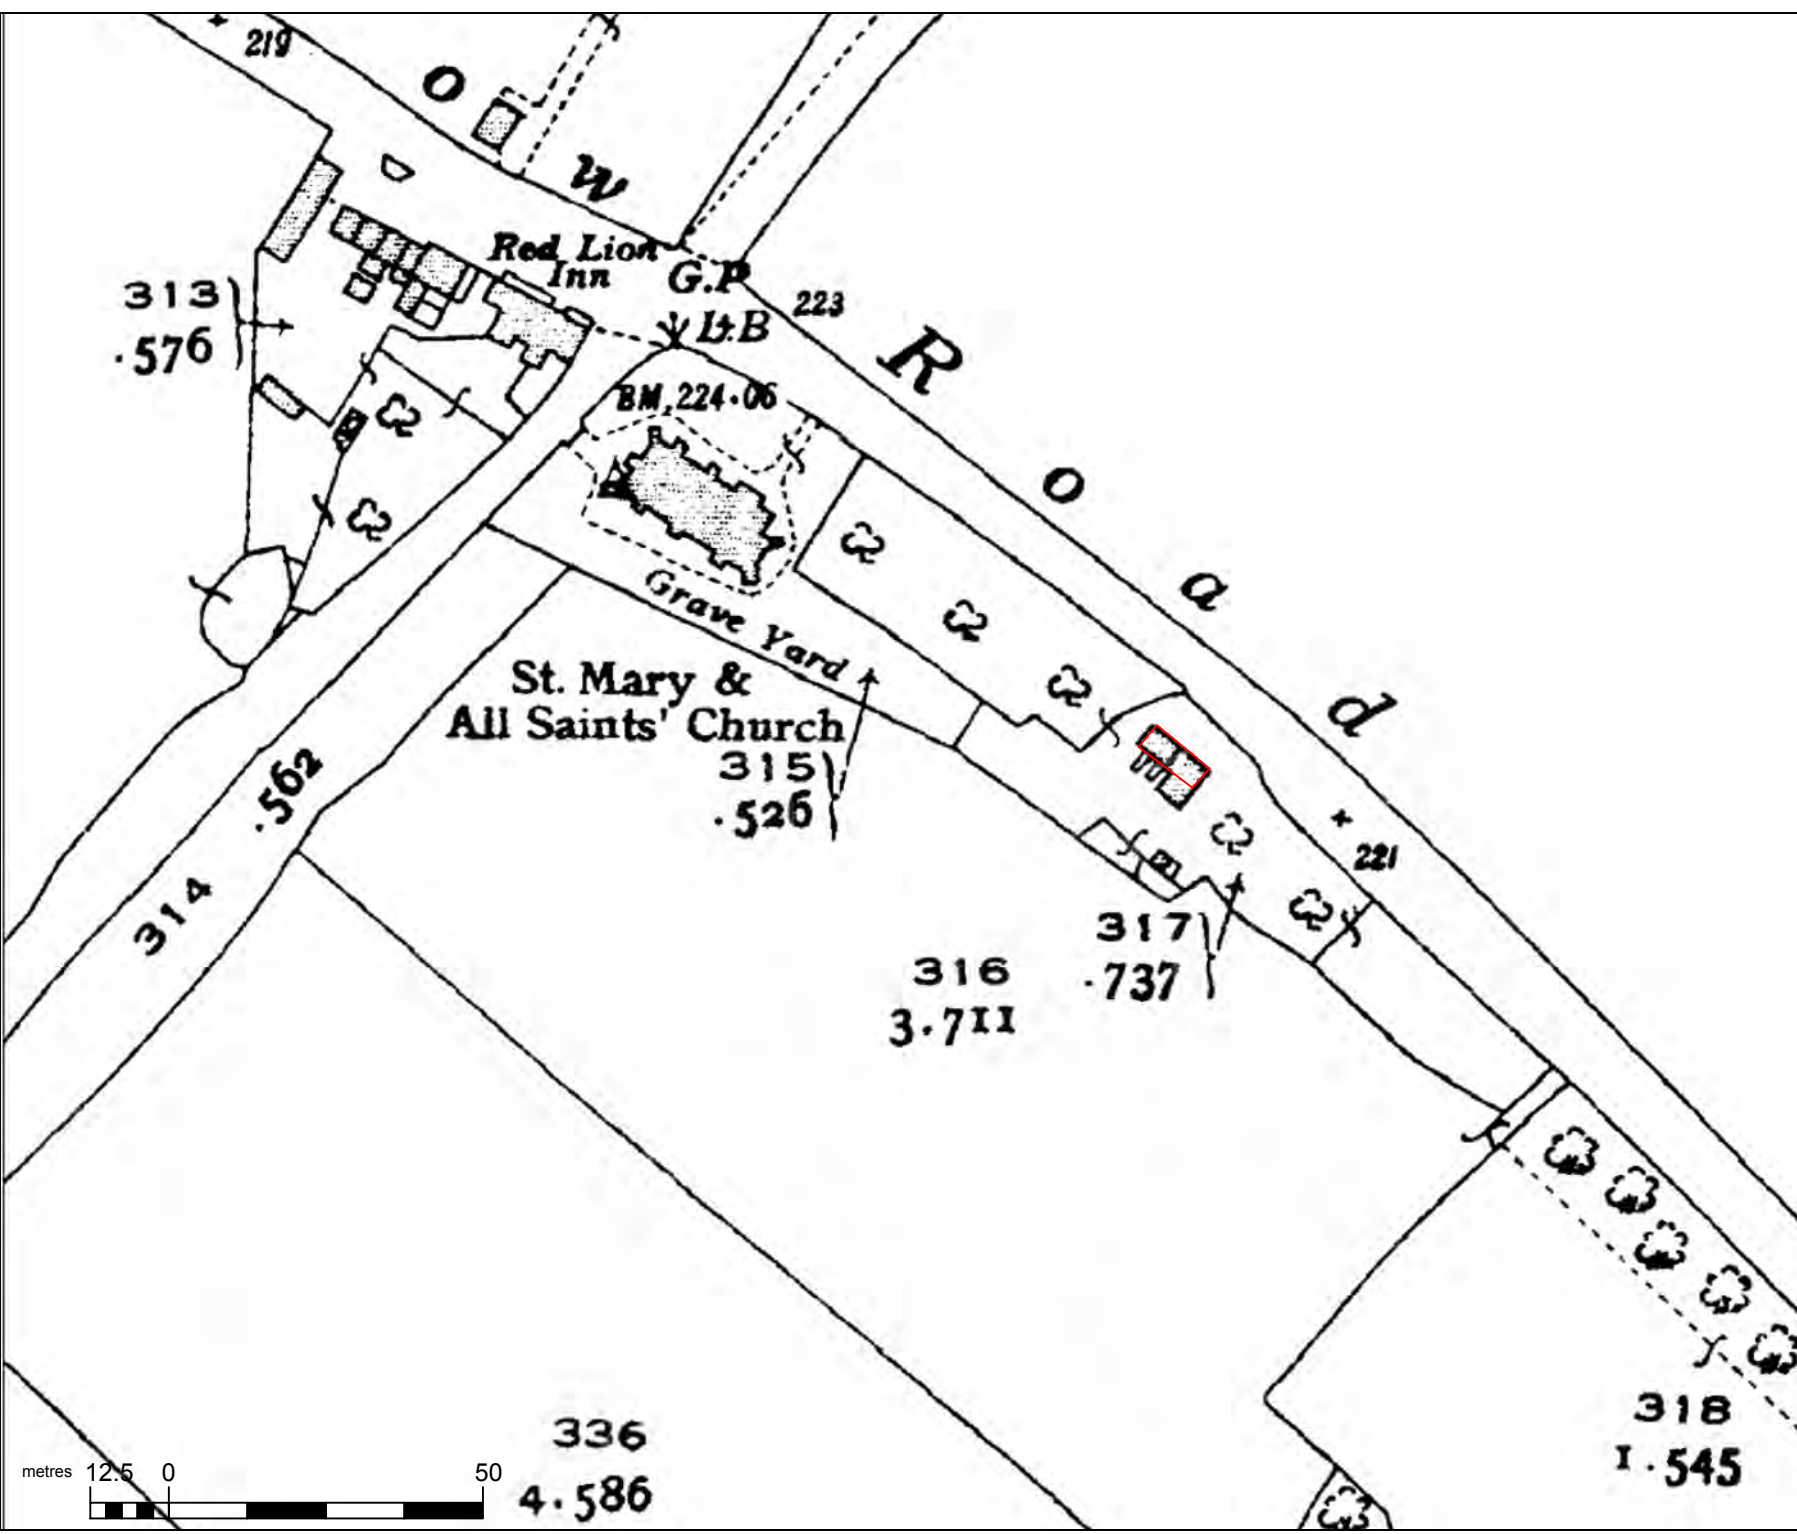 219
o
w
Red Lion
Inn
G.P
223
313
.576
L.B
R
BM,224.06
o
a
d
Grave Yard
St. Mary &
All Saints' Church
315
.526
.562
314
221
317
.737
316
3.711
318
1.545
336
4.586
metres 12.5 0 50